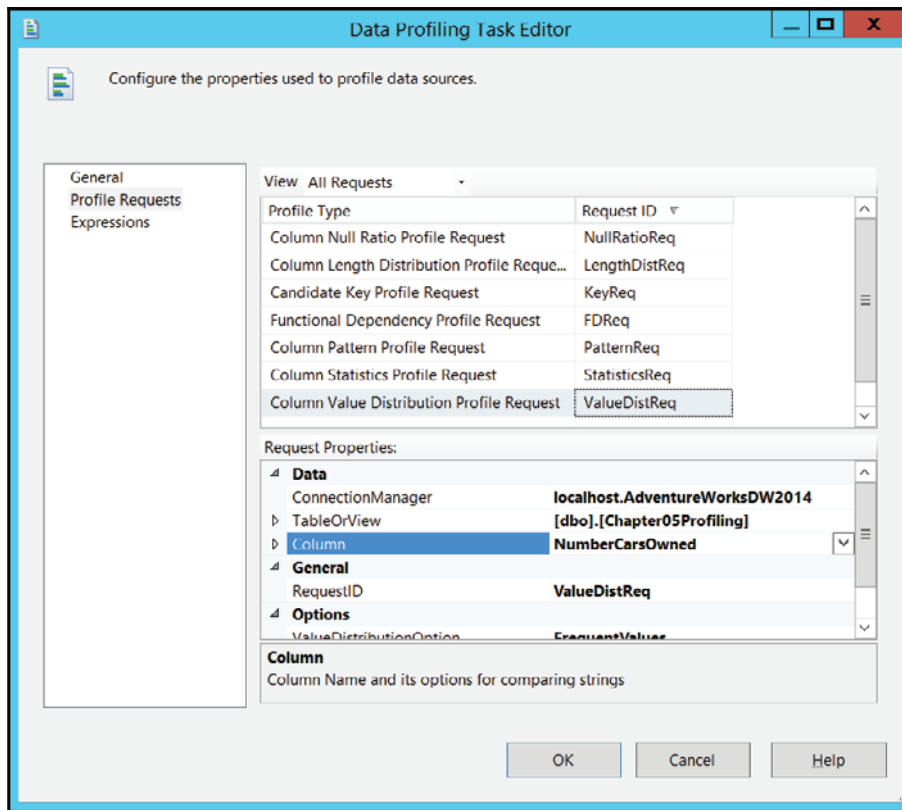 Data Profiling Task Editor
Configure the properties used to profile data sources.
General
Profile Requests
Expressions
View All Requests
Profile Type Request ID
Column Null Ratio Profile Request NullRatioReq
Column Length Distribution Profile Reque... LengthDistReq
Candidate Key Profile Request KeyReq
Functional Dependency Profile Request FDReq
Column Pattern Profile Request PatternReq
Column Statistics Profile Request StatisticsReq
Column Value Distribution Profile Request ValueDistReq
Request Properties:
Data
ConnectionManager localhost.AdventureWorksDW2014
TableOrView [dbo].[Chapter05Profiling]
Column NumberCarsOwned
General
RequestID ValueDistReq
Options
ValueDistributionOption FrequentValues
Column
Column Name and its options for comparing strings
OK Cancel Help